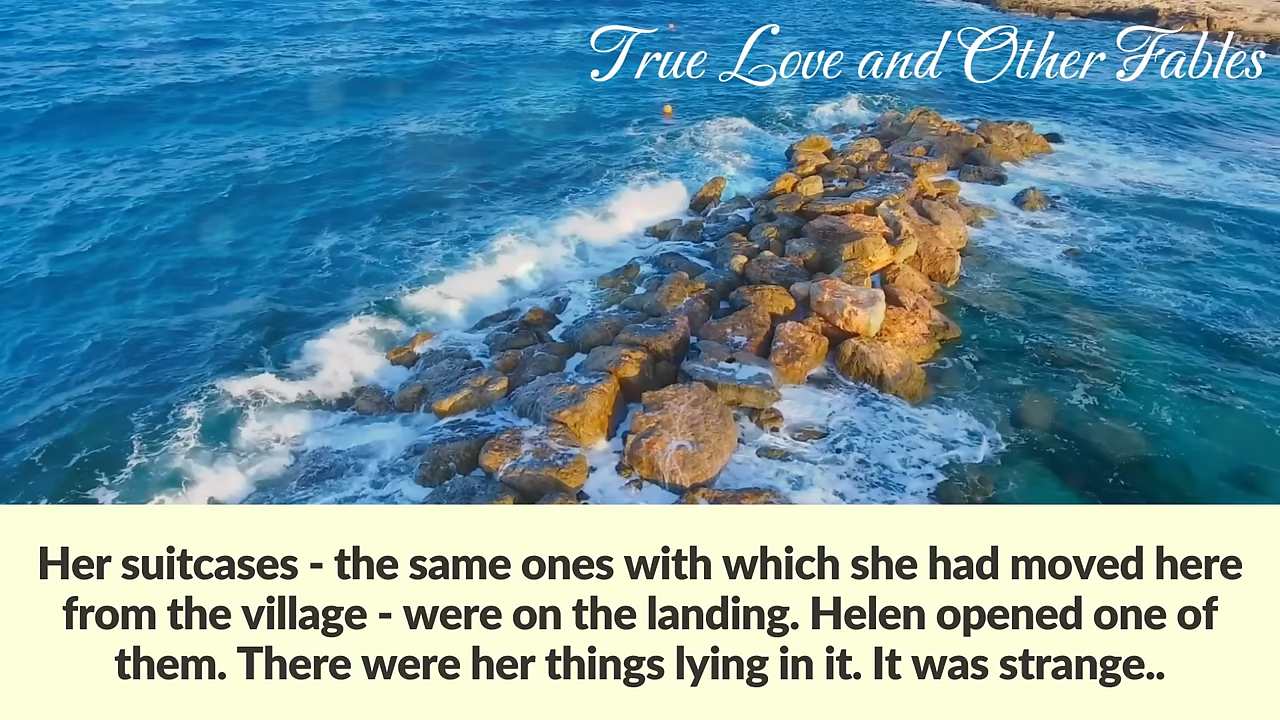 True Love and Other Fables
Her suitcases - the same ones with which she had moved here
from the village - were on the landing. Helen opened one of
them. There were her things lying in it. It was strange..